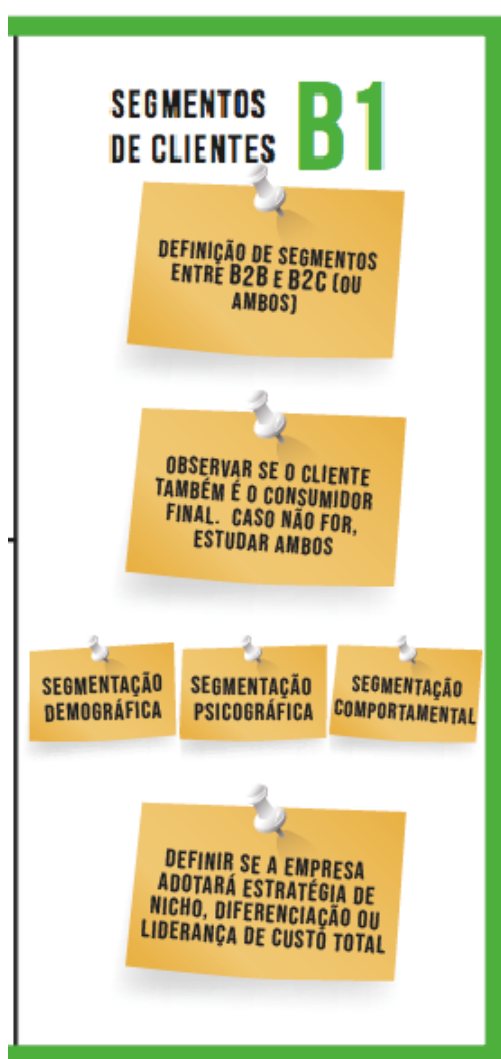 SEGMENTOS
DE CLIENTES
B1
DEFINIÇÃO DE SEGMENTOS
ENTRE B2B E B2C (OU
AMBOS)
OBSERVAR SE O CLIENTE
TAMBÉM É O CONSUMIDOR
FINAL. CASO NÃO FOR,
ESTUDAR AMBOS
SEGMENTAÇÃO
DEMOGRÁFICA
SEGMENTAÇÃO
PSICOGRÁFICA
SEGMENTAÇÃO
COMPORTAMENTAL
DEFINIR SE A EMPRESA
ADOTARÁ ESTRATÉGIA DE
NICHO, DIFERENCIAÇÃO OU
LIDERANÇA DE CUSTO TOTAL